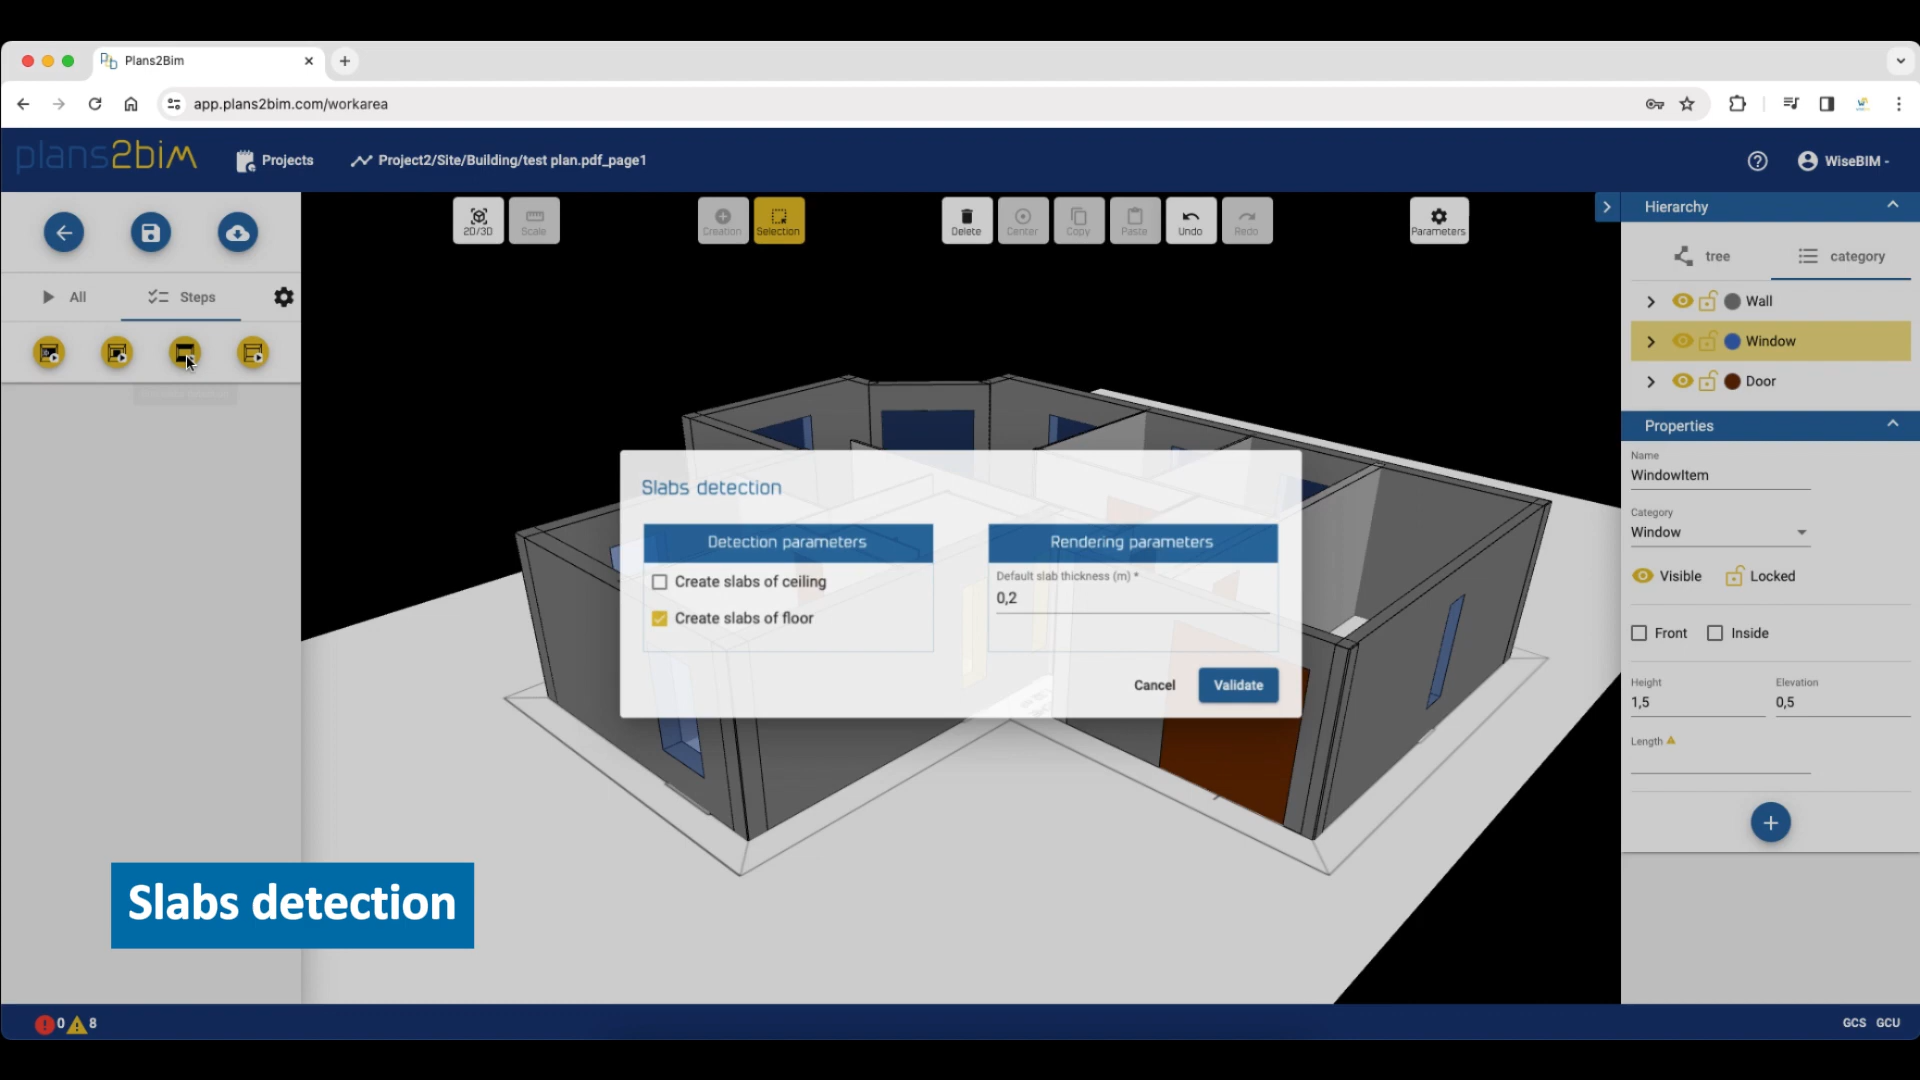 Plans2Bim
app.plans2bim.com/workarea
plans2bim
Projects
Project2/Site/Building/test plan.pdf_page1
WiseBIM -
All
Steps
2D/3D
Scale
Creation
Selection
Delete
Center
Copy
Paste
Undo
Redo
Parameters
Hierarchy
tree
category
Wall
Window
Door
Properties
Name
WindowItem
Category
Window
Visible
Locked
Front
Inside
Height
Elevation
1,5
0,5
Length
Slabs detection
Detection parameters
Rendering parameters
Create slabs of ceiling
Create slabs of floor
Default slab thickness (m) *
0,2
Cancel
Validate
Slabs detection
0
8
GCS GCU